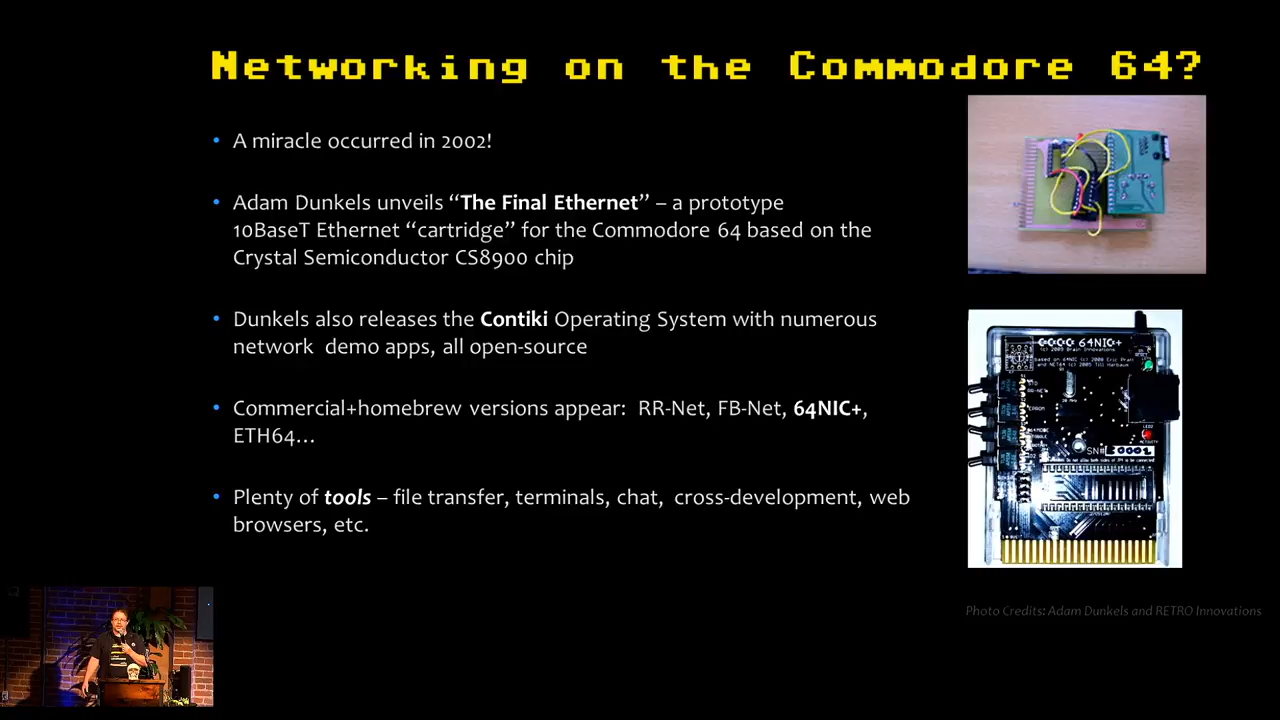 Networking on the Commodore 64?
• A miracle occurred in 2002!
• Adam Dunkels unveils “The Final Ethernet” – a prototype
10BaseT Ethernet “cartridge” for the Commodore 64 based on the
Crystal Semiconductor CS8900 chip
• Dunkels also releases the Contiki Operating System with numerous
network demo apps, all open-source
• Commercial+homebrew versions appear: RR-Net, FB-Net, 64NIC+,
ETH64...
• Plenty of tools – file transfer, terminals, chat, cross-development, web
browsers, etc.
64NIC+
SN#
Photo Credits: Adam Dunkels and RETRO Innovations